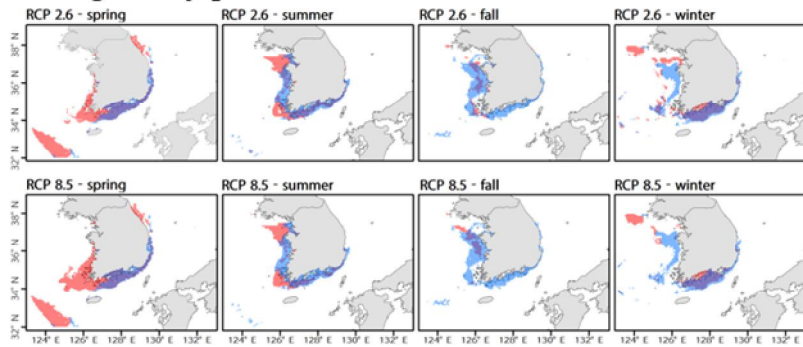 RCP 2.6 - spring
RCP 2.6 - summer
RCP 2.6 - fall
RCP 2.6 - winter
38° N
36° N
34° N
32° N
RCP 8.5 - spring
RCP 8.5 - summer
RCP 8.5 - fall
RCP 8.5 - winter
38° N
36° N
34° N
32° N
124° E 126° E 128° E 130° E 132° E
124° E 126° E 128° E 130° E 132° E
124° E 126° E 128° E 130° E 132° E
124° E 126° E 128° E 130° E 132° E